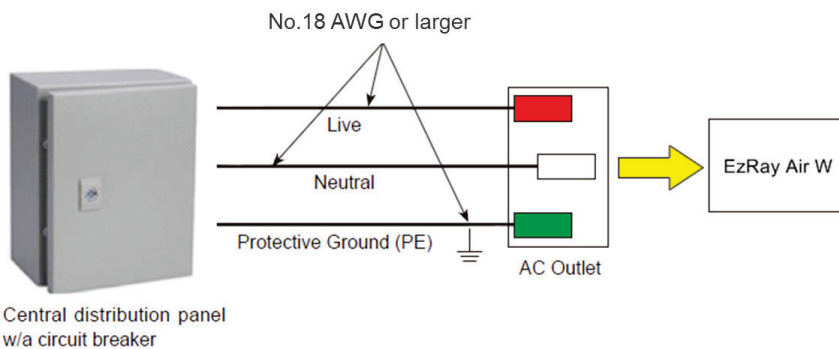 No.18 AWG or larger
Live
Neutral
Protective Ground (PE)
AC Outlet
EzRay Air W
Central distribution panel
w/a circuit breaker